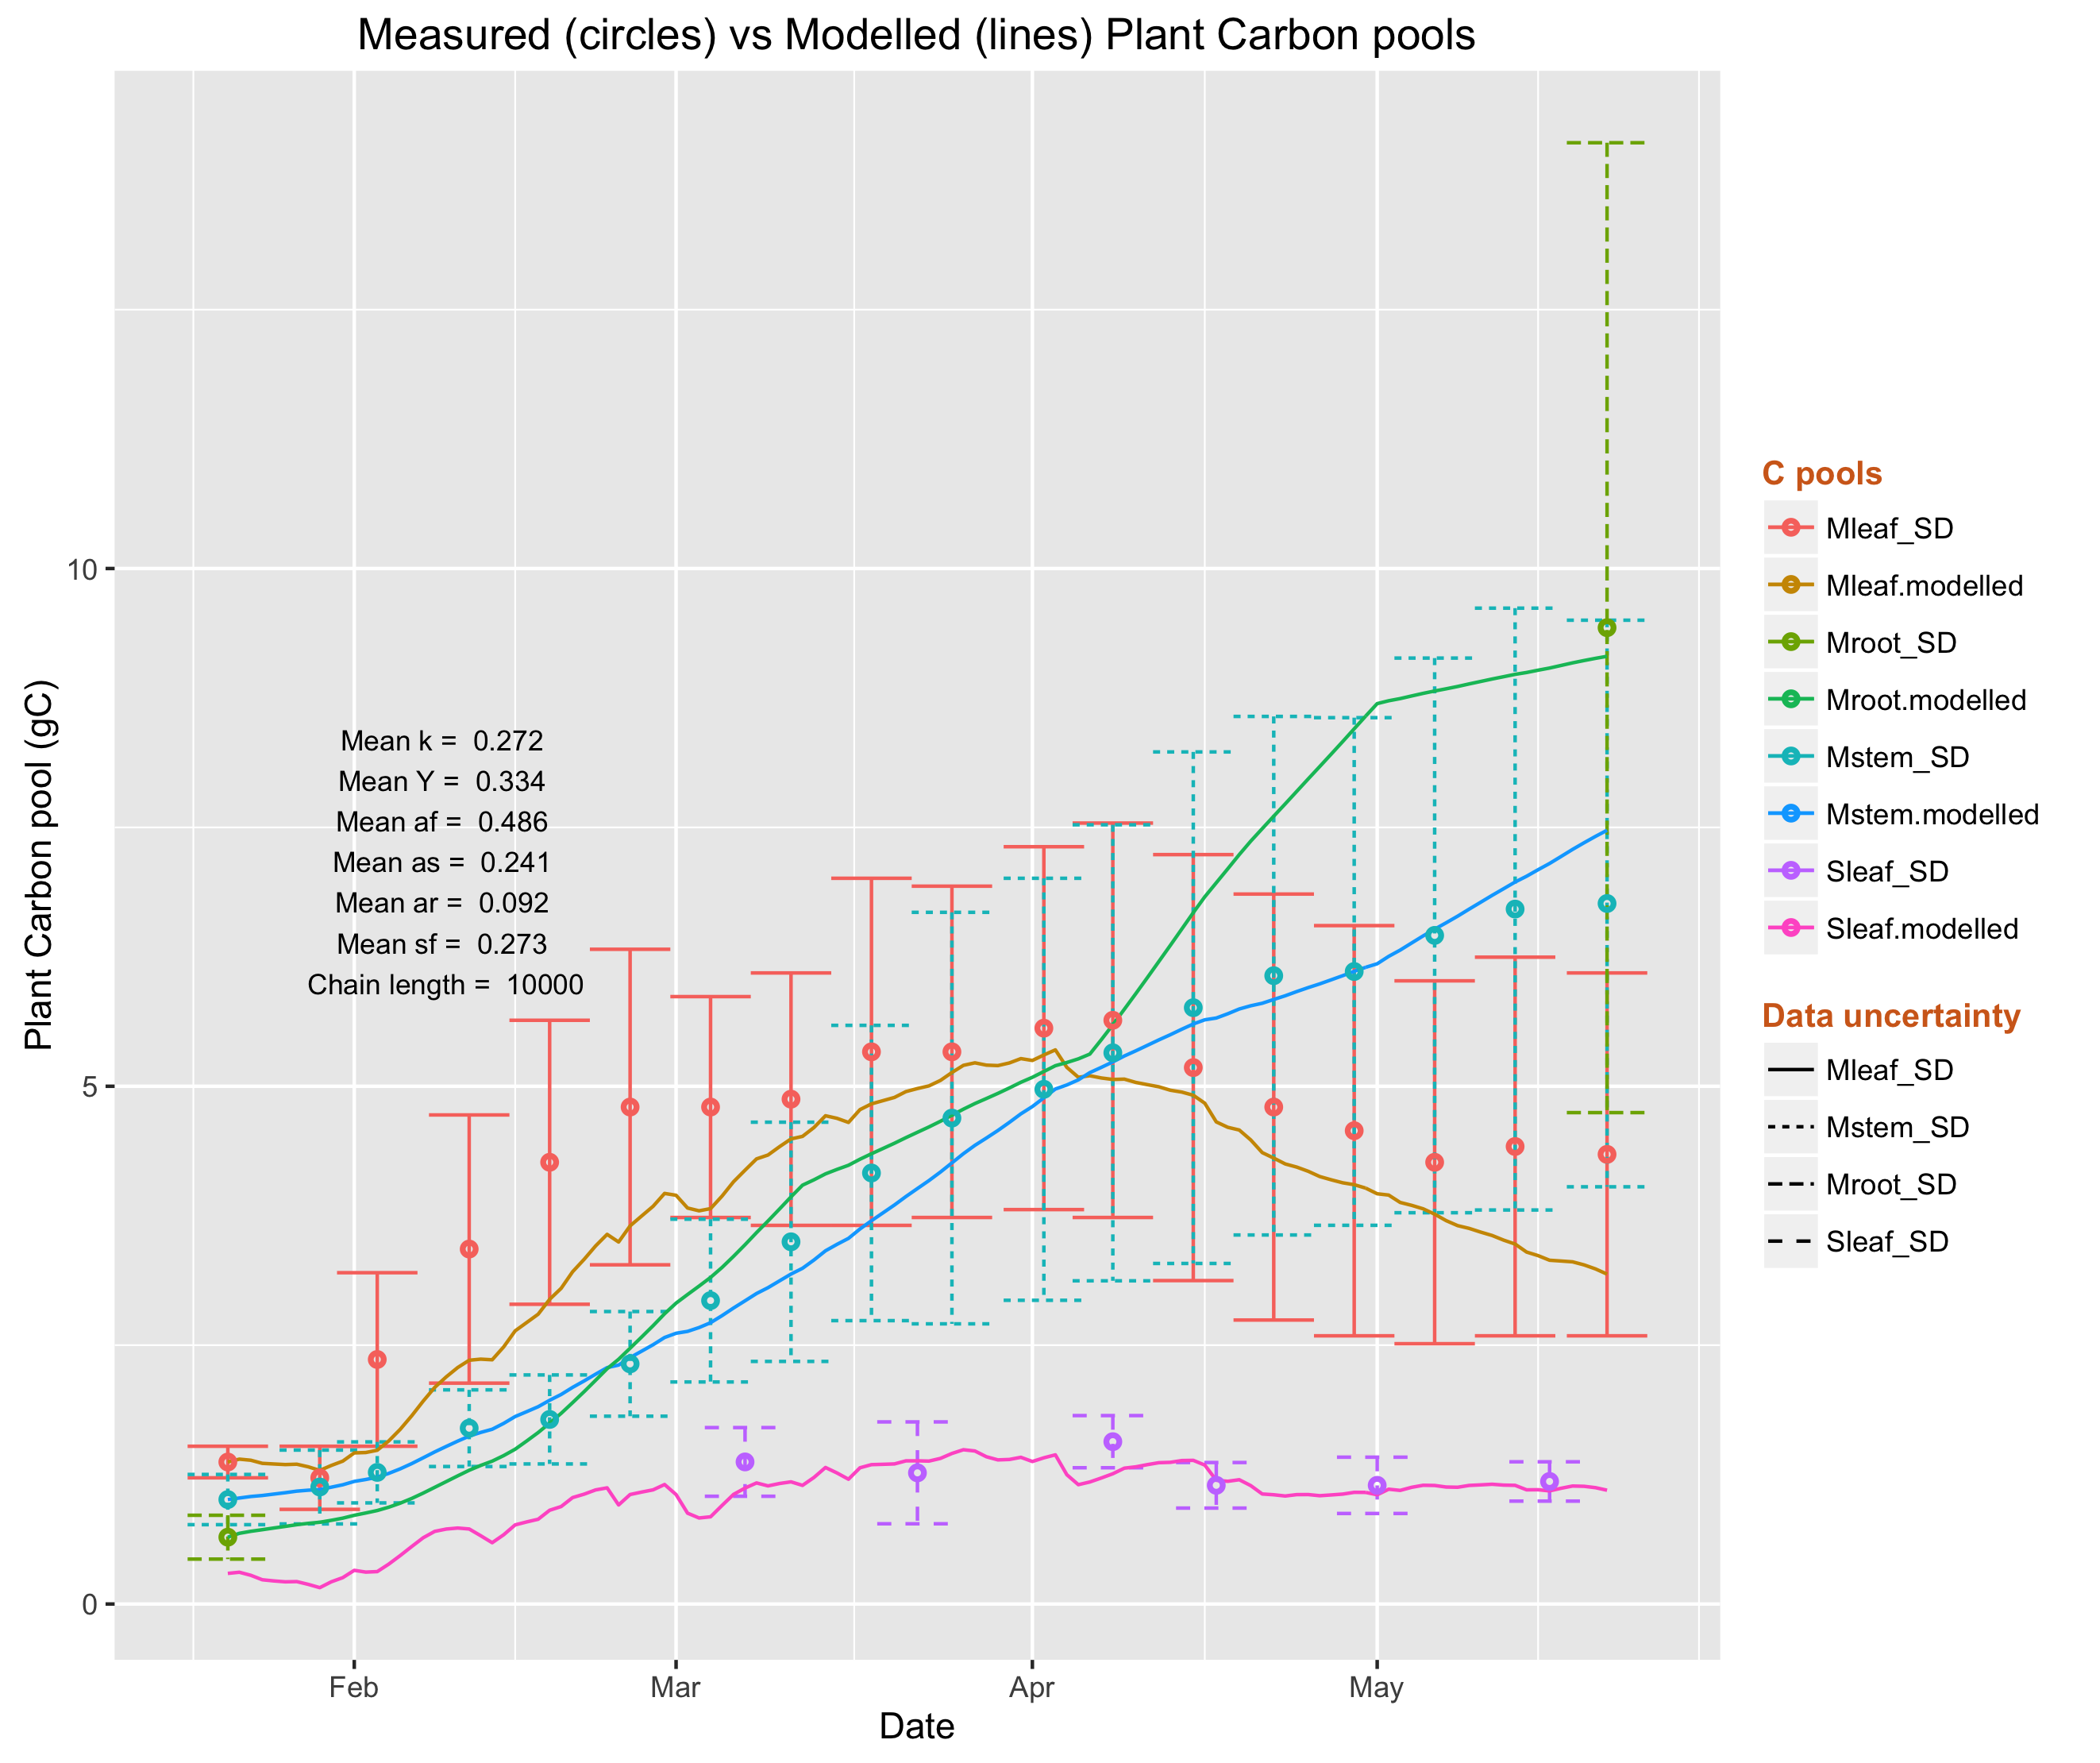 Measured (circles) vs Modelled (lines) Plant Carbon pools
Plant Carbon pool (gC)
10
5
0
Mean k = 0.272
Mean Y = 0.334
Mean af = 0.486
Mean as = 0.241
Mean ar = 0.092
Mean sf = 0.273
Chain length = 10000
Feb Mar Apr May
Date
C pools
Mleaf_SD
Mleaf.modelled
Mroot_SD
Mroot.modelled
Mstem_SD
Mstem.modelled
Sleaf_SD
Sleaf.modelled
Data uncertainty
Mleaf_SD
Mstem_SD
Mroot_SD
Sleaf_SD